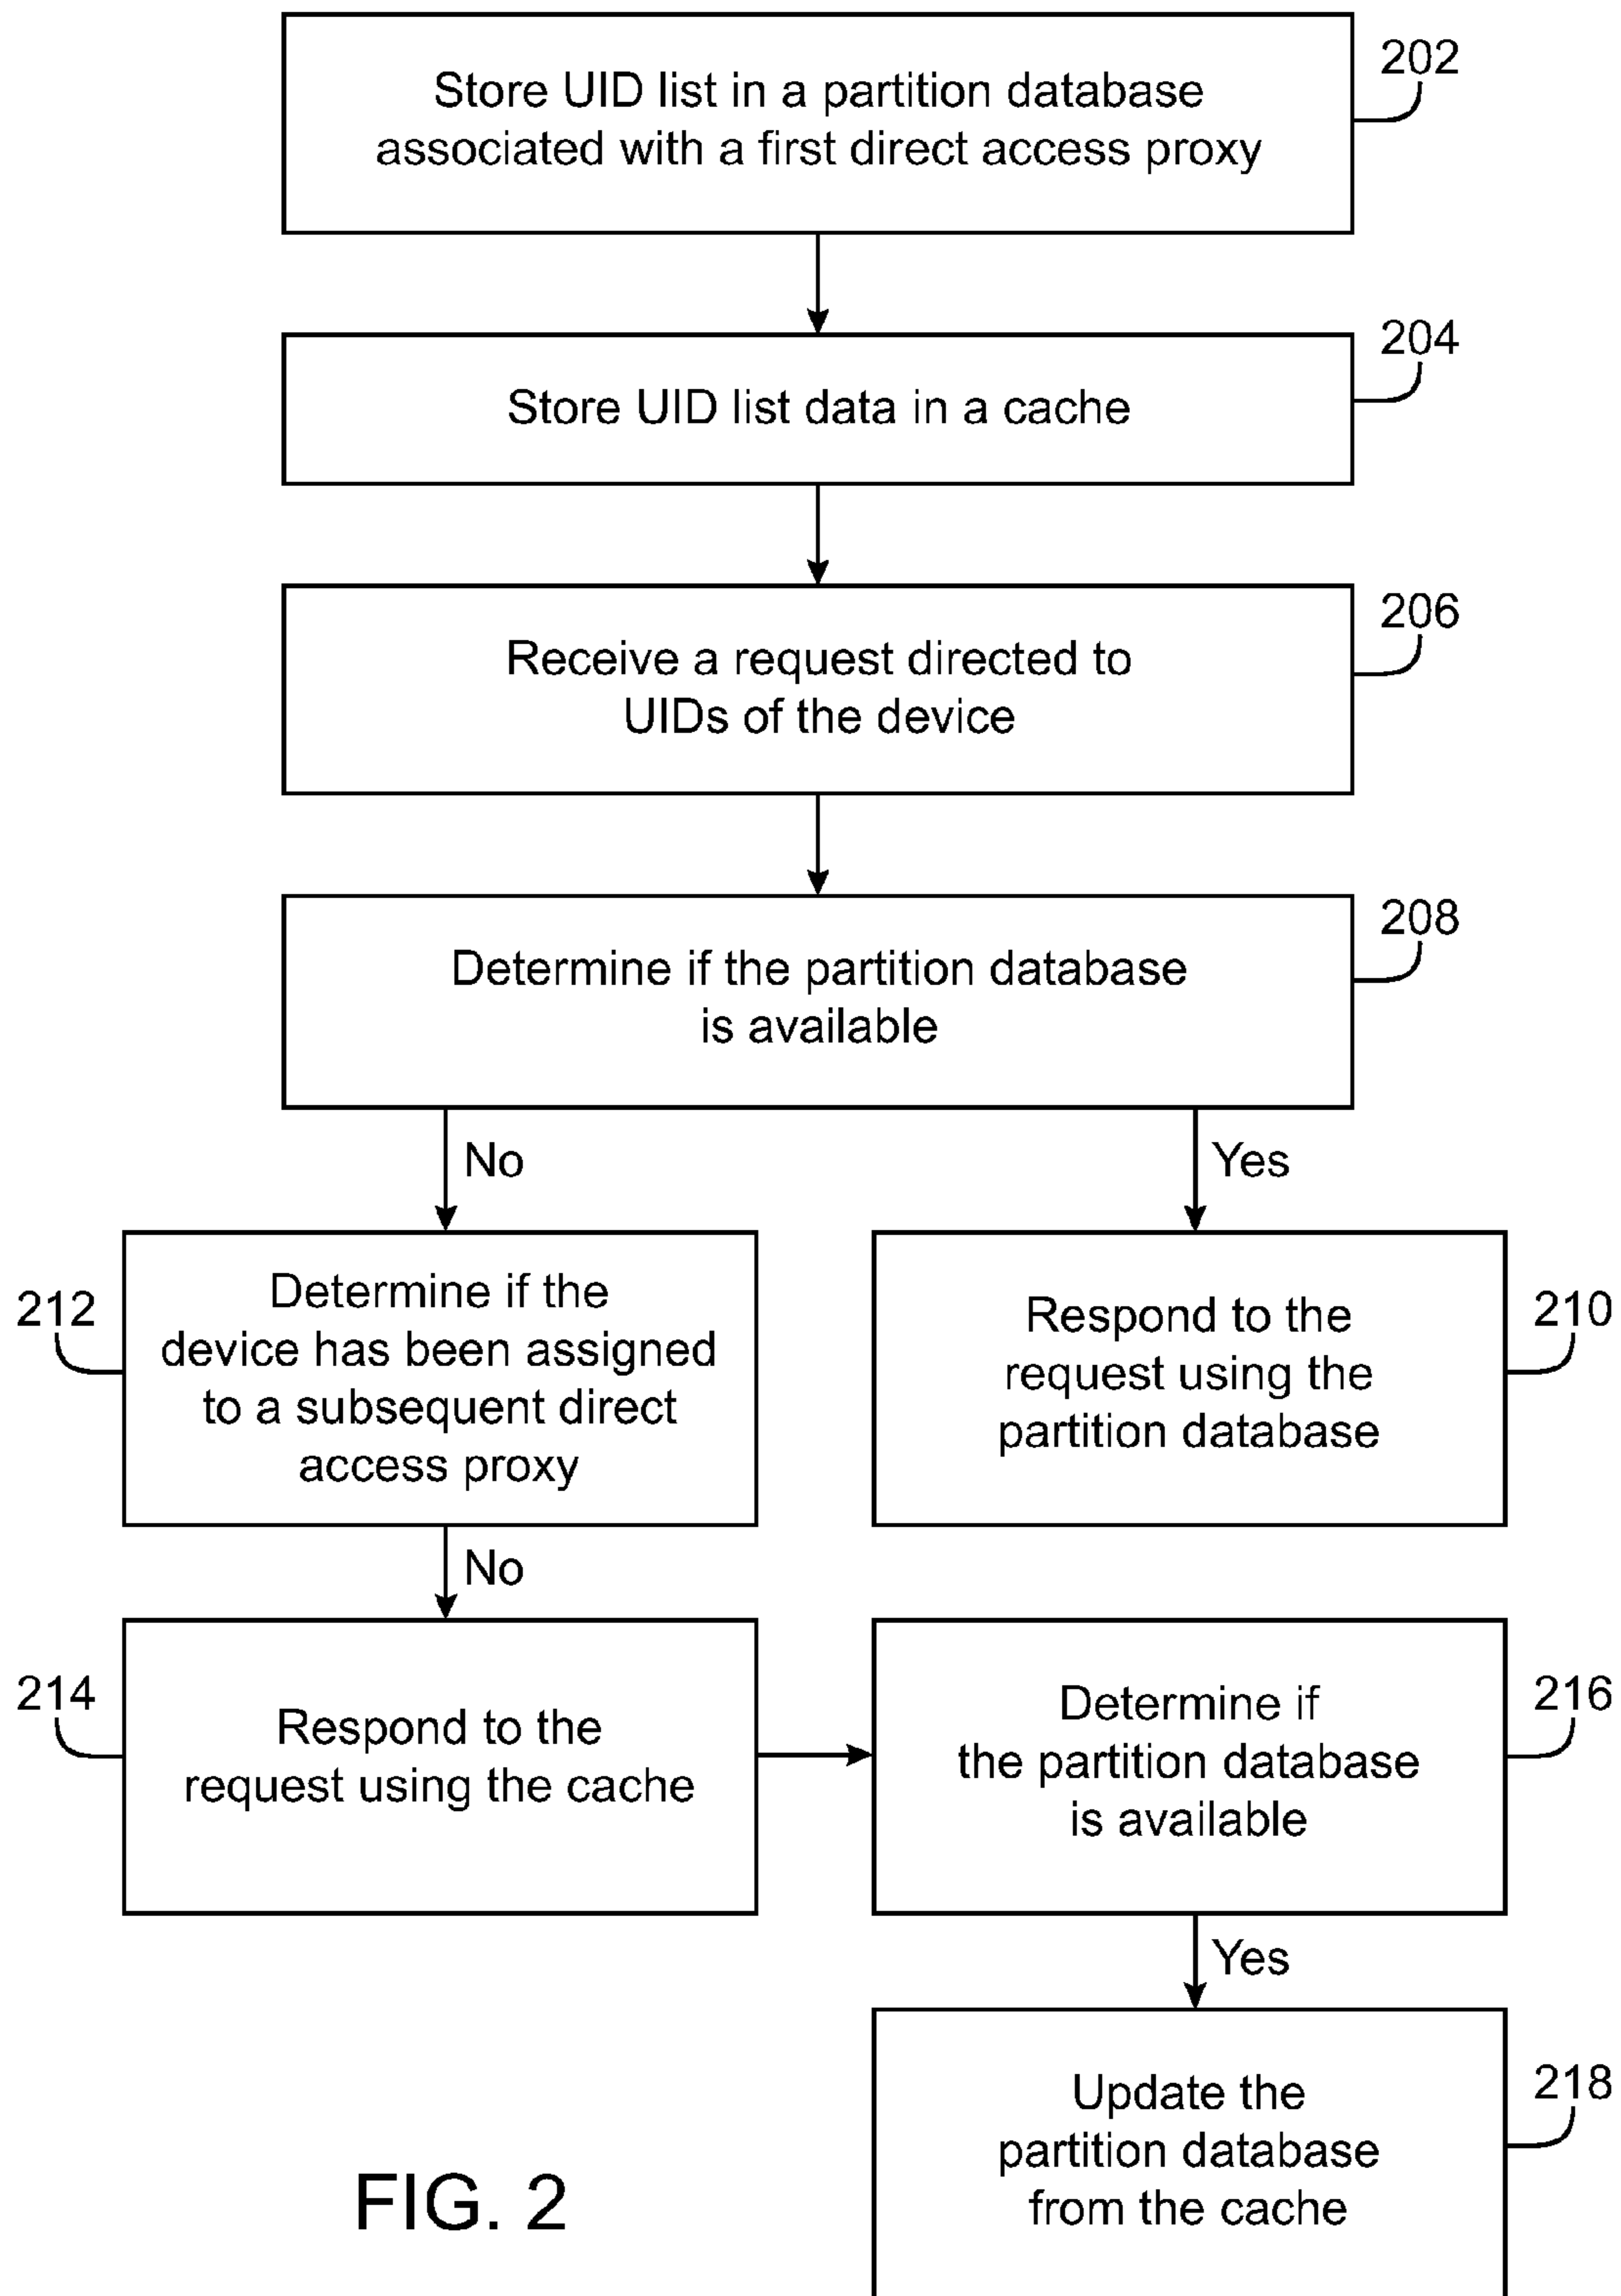 Store UID list in a partition database
associated with a first direct access proxy
202
Store UID list data in a cache
204
Receive a request directed to
UIDs of the device
206
Determine if the partition database
is available
208
No
Yes
212
Determine if the
device has been assigned
to a subsequent direct
access proxy
Respond to the
request using the
partition database
210
No
214
Respond to the
request using the cache
Determine if
the partition database
is available
216
Yes
Update the
partition database
from the cache
218
FIG. 2